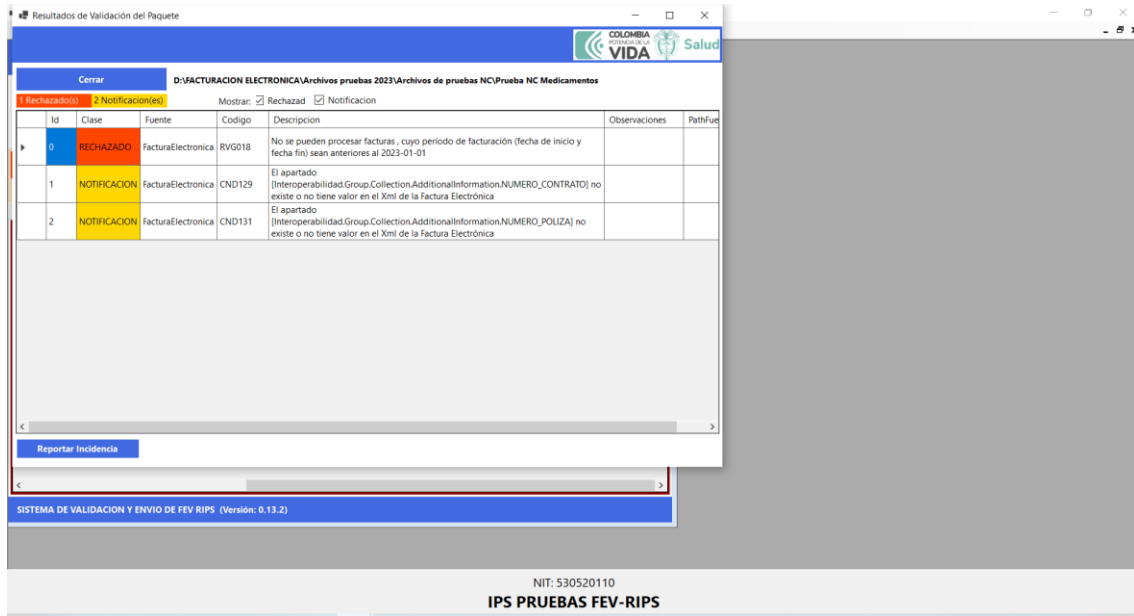 Resultados de Validación del Paquete
COLOMBIA
POTENCIA DE LA
VIDA
Salud
Cerrar
D:\FACTURACION ELECTRONICA\Archivos pruebas 2023\Archivos de pruebas NC\Prueba NC Medicamentos
1 Rechazado(s) 2 Notificacion(es) Mostrar: Rechazad Notificacion
Id Clase Fuente Codigo Descripcion Observaciones PathFue
0 RECHAZADO FacturaElectronica RVG018 No se pueden procesar facturas , cuyo período de facturación (fecha de inicio y
fecha fin) sean anteriores al 2023-01-01
1 NOTIFICACION FacturaElectronica CND129 El apartado
[Interoperabilidad.Group.Collection.AdditionalInformation.NUMERO_CONTRATO] no
existe o no tiene valor en el Xml de la Factura Electrónica
2 NOTIFICACION FacturaElectronica CND131 El apartado
[Interoperabilidad.Group.Collection.AdditionalInformation.NUMERO_POLIZA] no
existe o no tiene valor en el Xml de la Factura Electrónica
Reportar Incidencia
SISTEMA DE VALIDACION Y ENVIO DE FEV RIPS (Versión: 0.13.2)
NIT: 530520110
IPS PRUEBAS FEV-RIPS